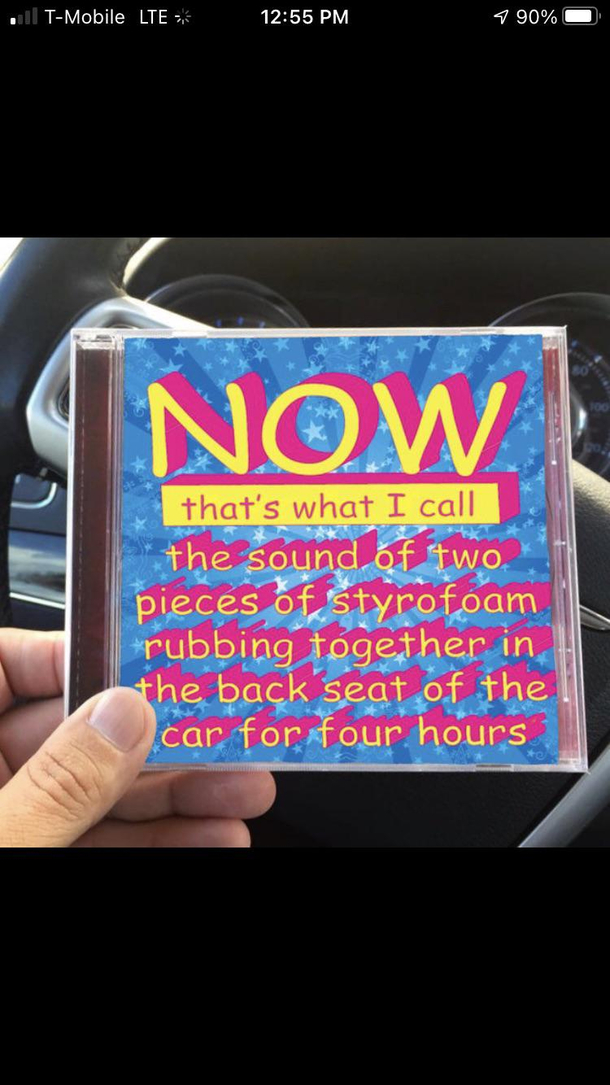 T-Mobile LTE 12:55 PM 90%
NOW
that's what I call
the sound of two
pieces of styrofoam
rubbing together in
the back seat of the
car for four hours